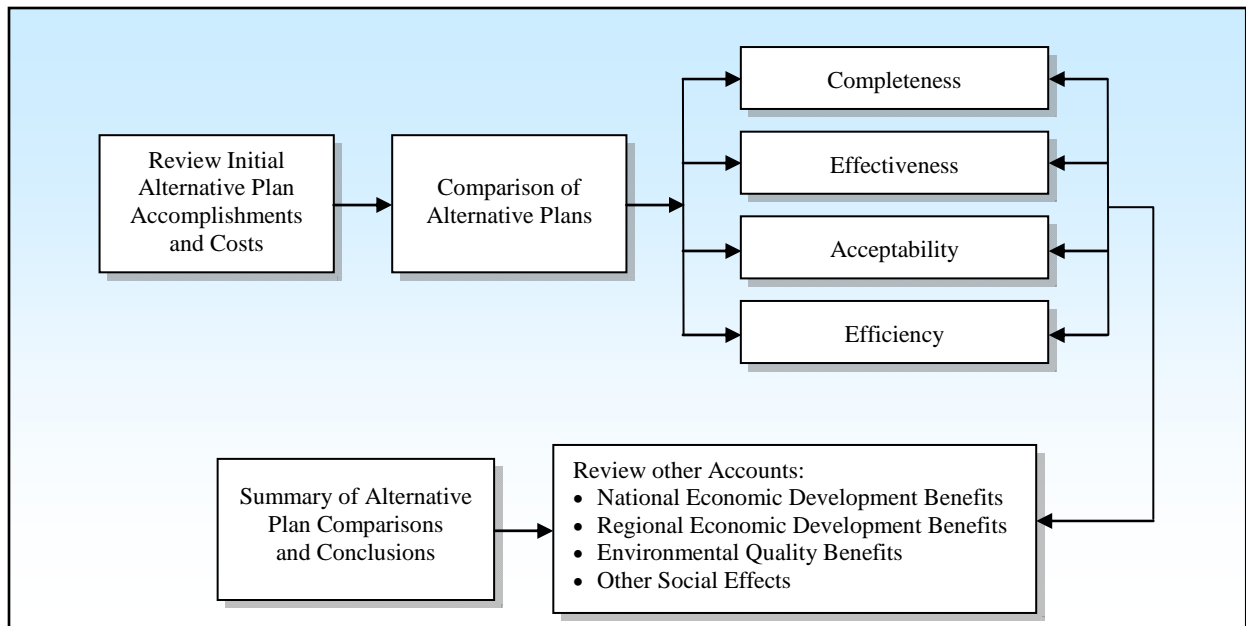 Review Initial
Alternative Plan
Accomplishments
and Costs
Comparison of
Alternative Plans
Completeness
Effectiveness
Acceptability
Efficiency
Summary of Alternative
Plan Comparisons
and Conclusions
Review other Accounts:
• National Economic Development Benefits
• Regional Economic Development Benefits
• Environmental Quality Benefits
• Other Social Effects